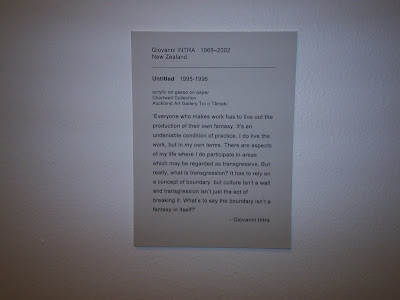 Giovanni INTRA 1968–2002
New Zealand
Untitled 1995-1996
acrylic on gesso on paper
Chartwell Collection
Auckland Art Gallery Toi o Tāmaki
'Everyone who makes work has to live out the
production of their own fantasy. It's an
undeniable condition of practice. I do live the
work, but in my own terms. There are aspects
of my life where I do participate in areas
which may be regarded as transgressive. But
really, what is transgression? It has to rely on
a concept of boundary, but culture isn't a wall
and transgression isn't just the act of
breaking it. What's to say the boundary isn't a
fantasy in itself?'
- Giovanni Intra